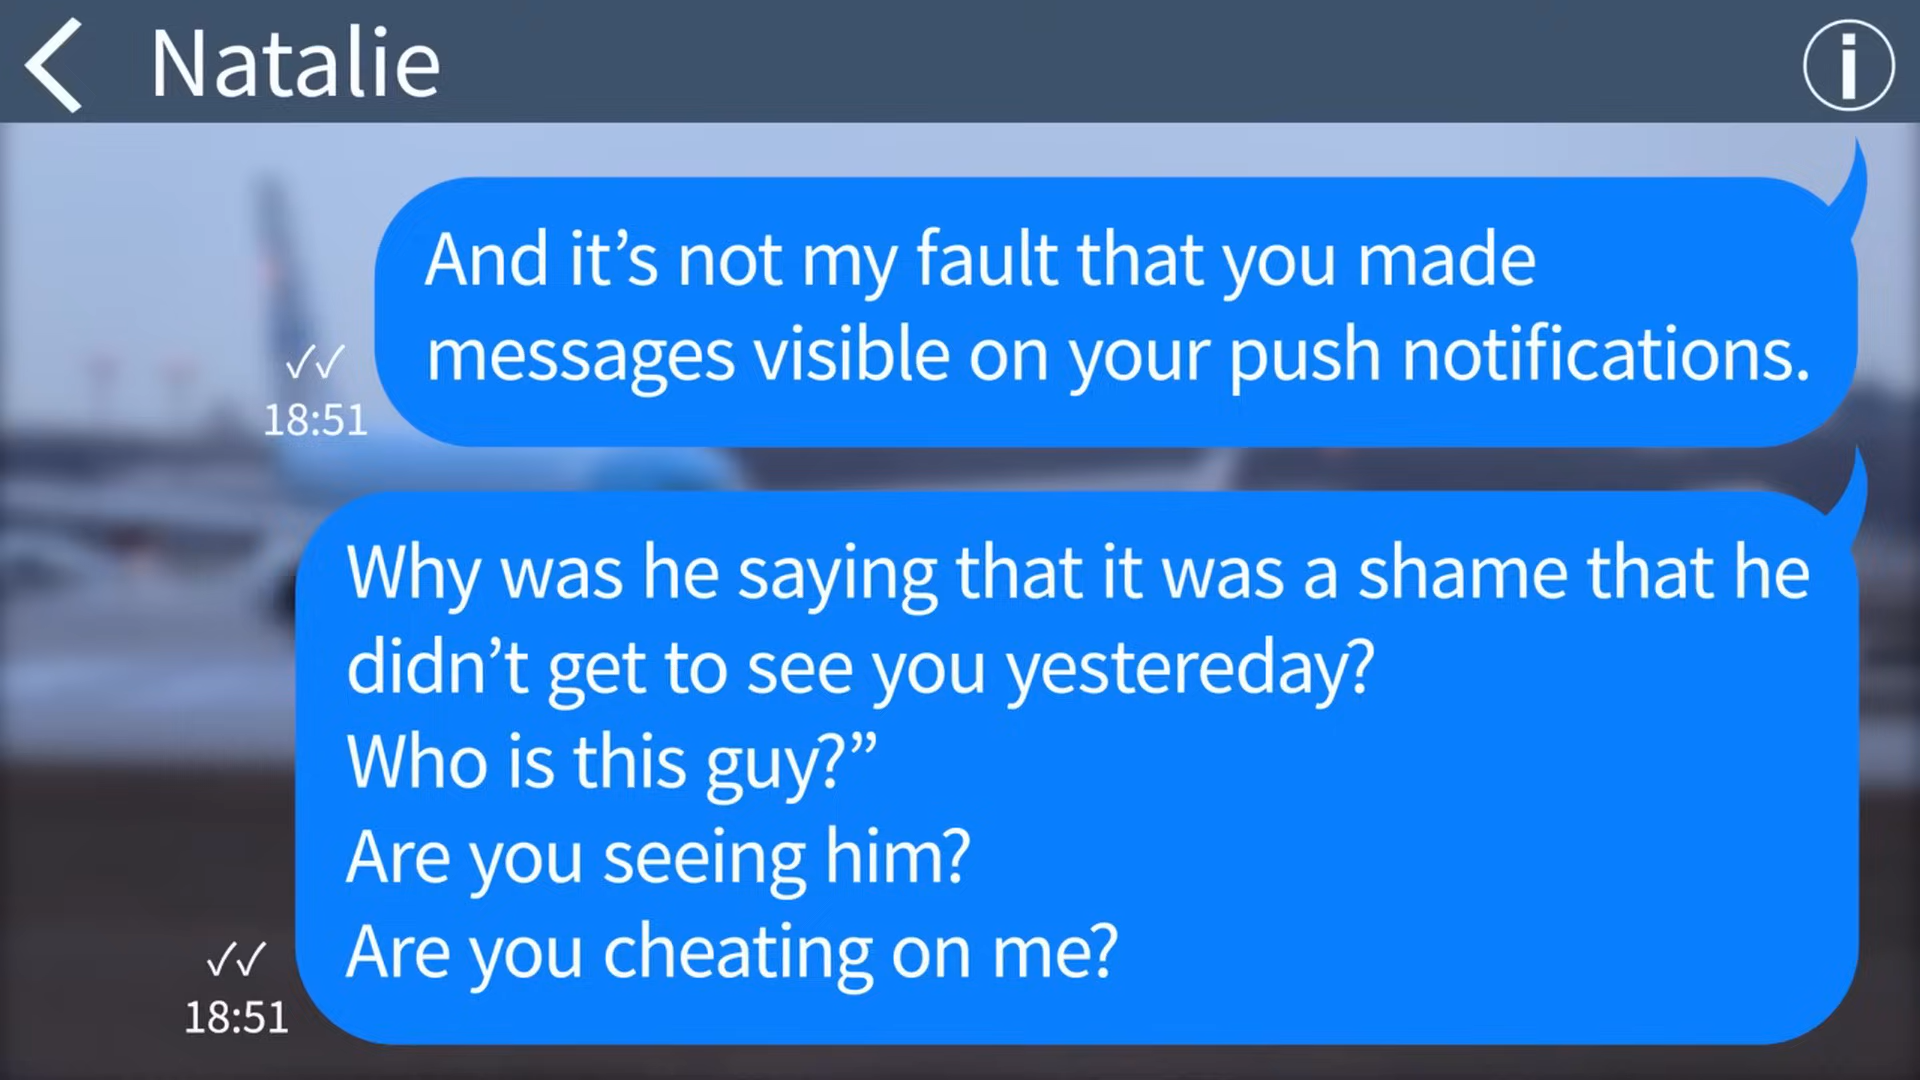 Natalie
And it’s not my fault that you made
messages visible on your push notifications.
✓✓
18:51
Why was he saying that it was a shame that he
didn’t get to see you yestereday?
Who is this guy?”
Are you seeing him?
Are you cheating on me?
✓✓
18:51